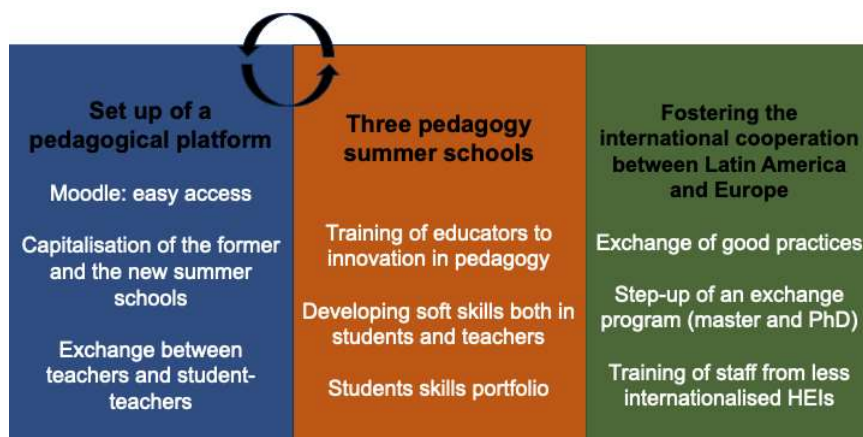 Set up of a
pedagogical platform
Moodle: easy access
Capitalisation of the former
and the new summer
schools
Exchange between
teachers and student-
teachers
Three pedagogy
summer schools
Training of educators to
innovation in pedagogy
Developing soft skills both in
students and teachers
Students skills portfolio
Fostering the
international cooperation
between Latin America
and Europe
Exchange of good practices
Step-up of an exchange
program (master and PhD)
Training of staff from less
internationalised HEIs